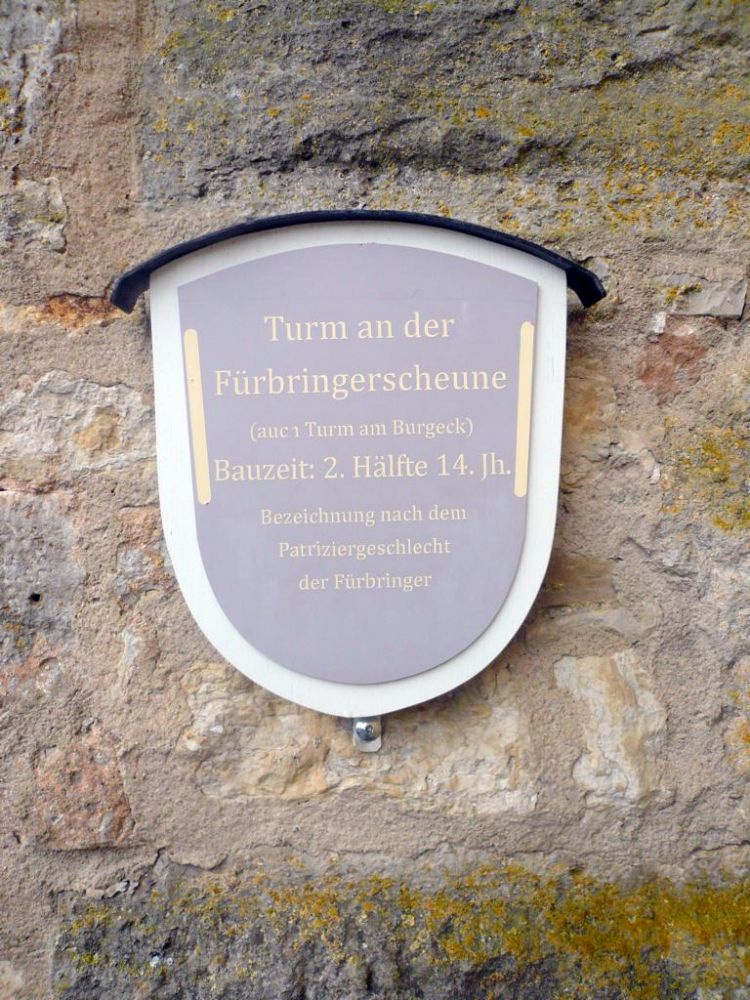 Turm an der
Fürbringerscheune
(auc ı Turm am Burgeck)
Bauzeit: 2. Hälfte 14. Jh.
Bezeichnung nach dem
Patriziergeschlecht
der Fürbringer